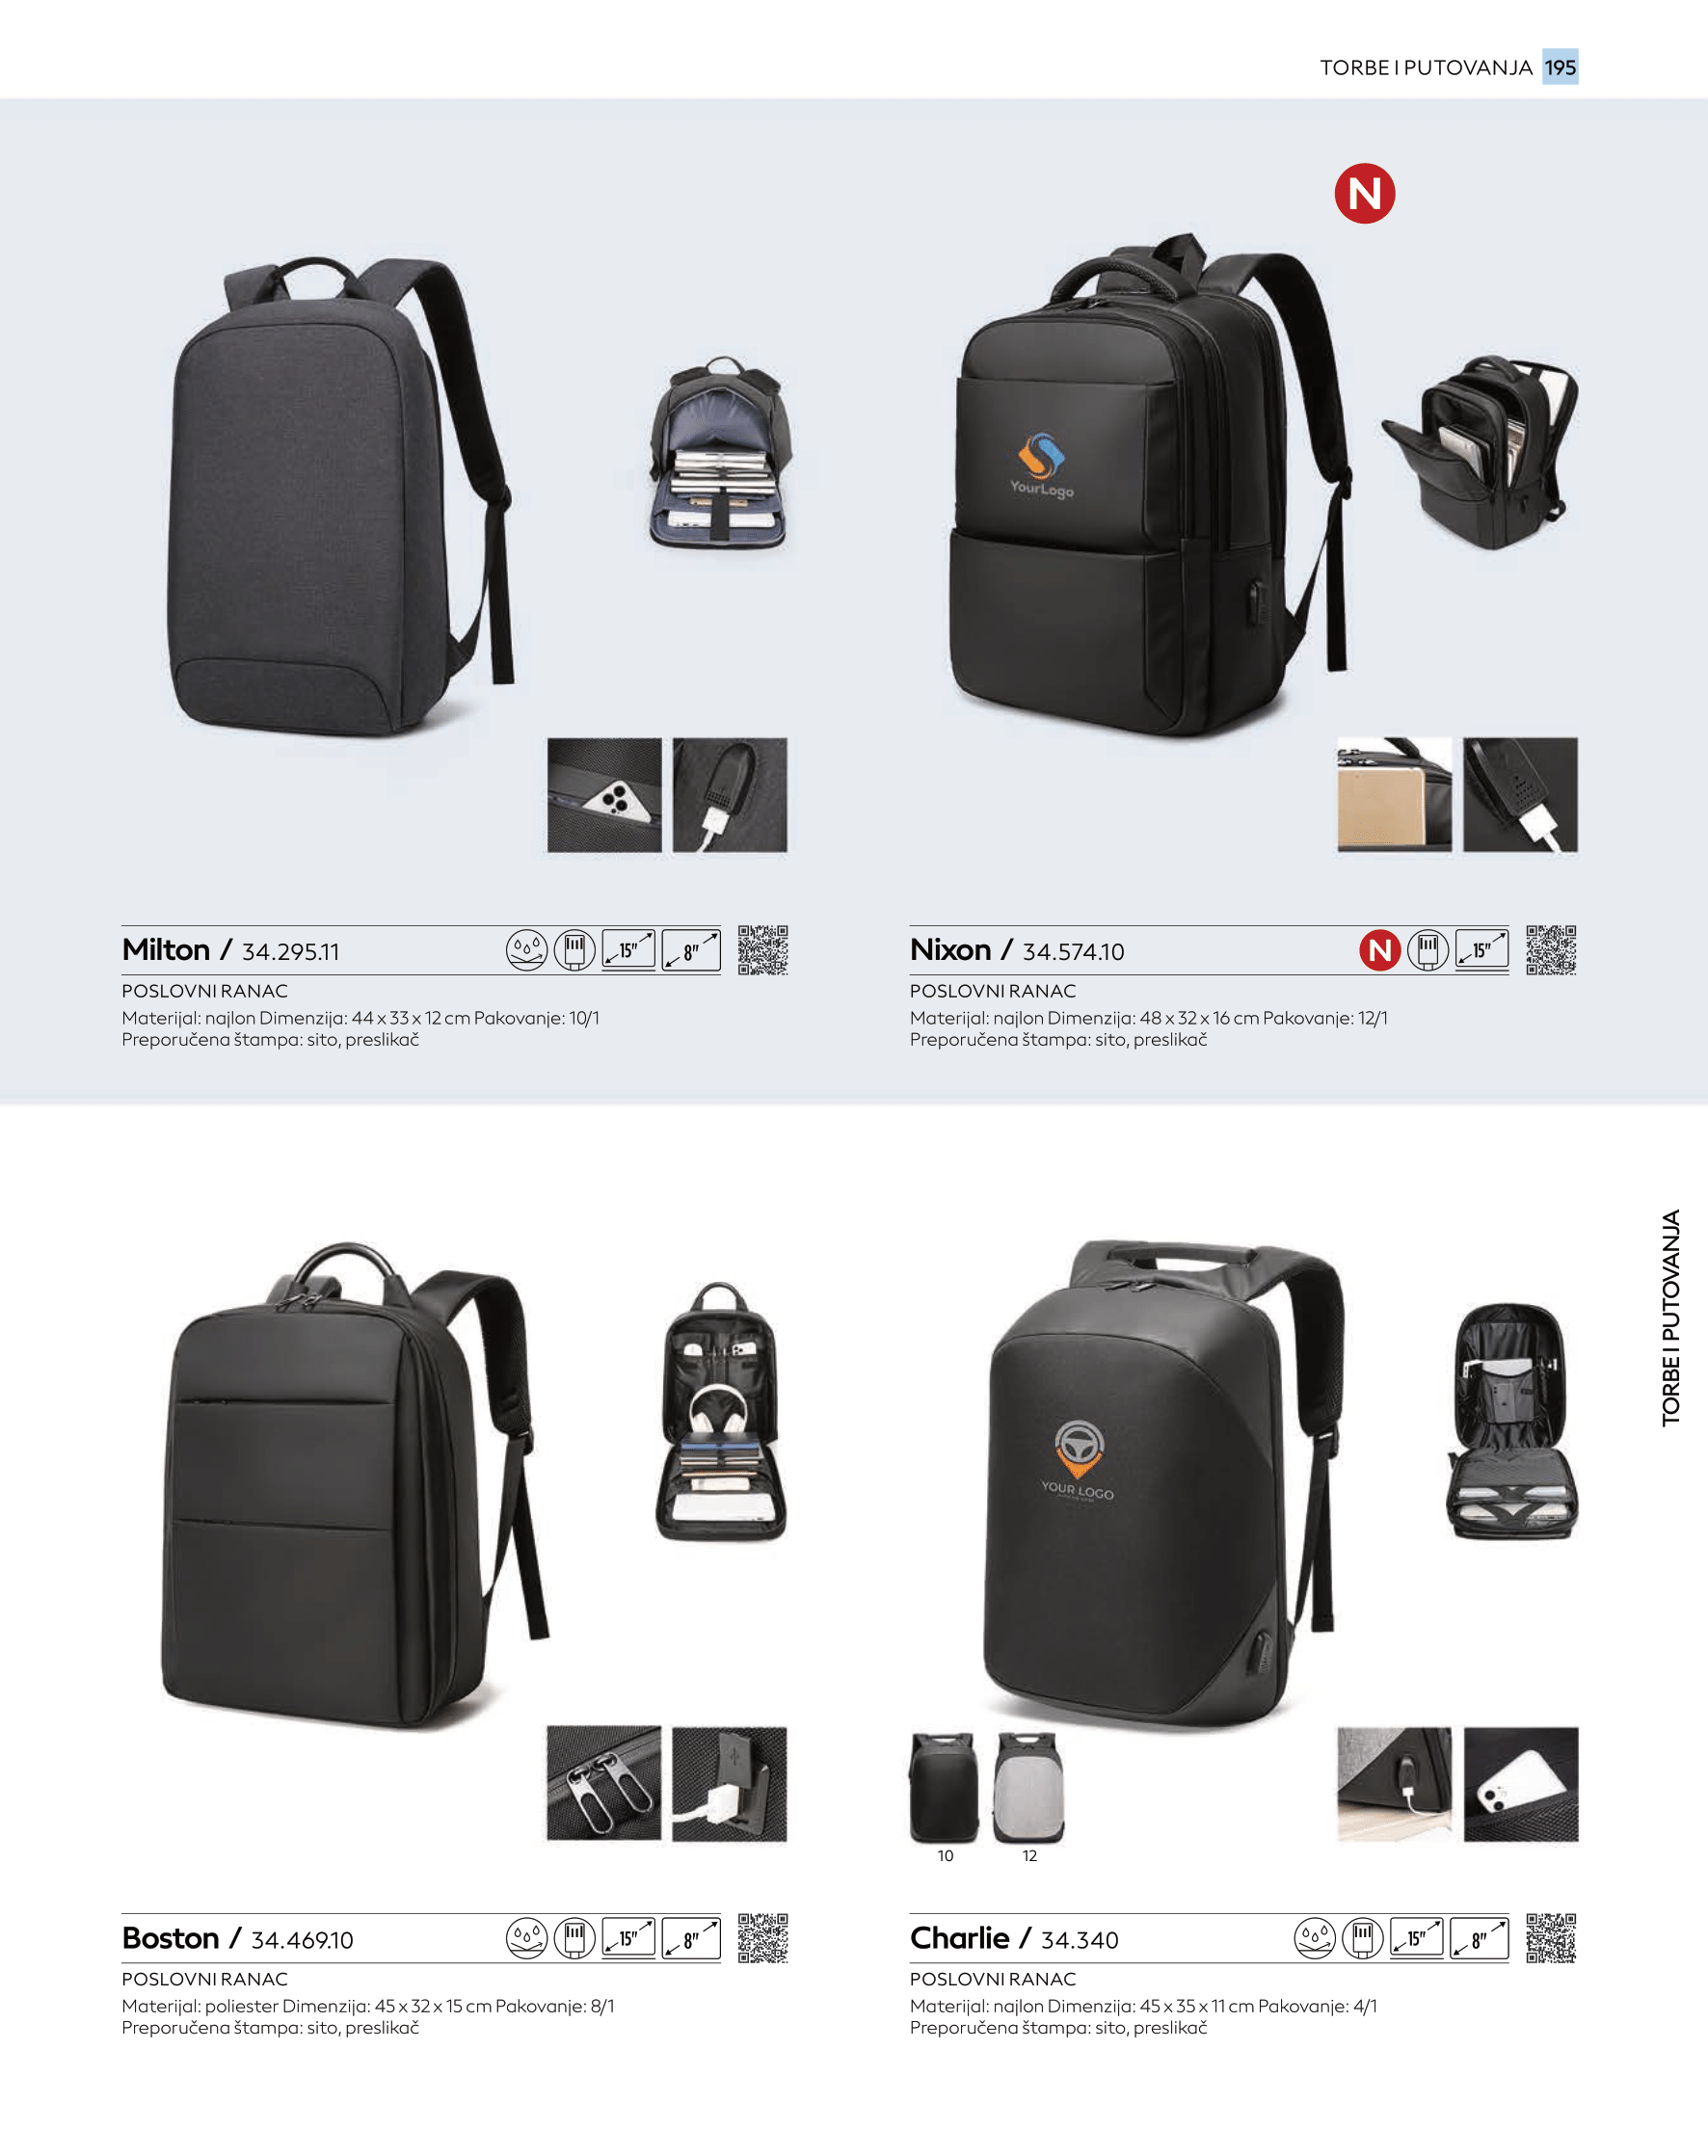 TORBE I PUTOVANJA 195
N
YourLogo
Milton / 34.295.11
15"
8"
POSLOVNI RANAC
Materijal: najlon Dimenzija: 44 x 33 x 12 cm Pakovanje: 10/1
Preporučena štampa: sito, preslikač
Nixon / 34.574.10
N
15"
POSLOVNI RANAC
Materijal: najlon Dimenzija: 48 x 32 x 16 cm Pakovanje: 12/1
Preporučena štampa: sito, preslikač
TORBE I PUTOVANJA
YOUR LOGO
10
12
Boston / 34.469.10
15"
8"
POSLOVNI RANAC
Materijal: poliester Dimenzija: 45 x 32 x 15 cm Pakovanje: 8/1
Preporučena štampa: sito, preslikač
Charlie / 34.340
15"
8"
POSLOVNI RANAC
Materijal: najlon Dimenzija: 45 x 35 x 11 cm Pakovanje: 4/1
Preporučena štampa: sito, preslikač